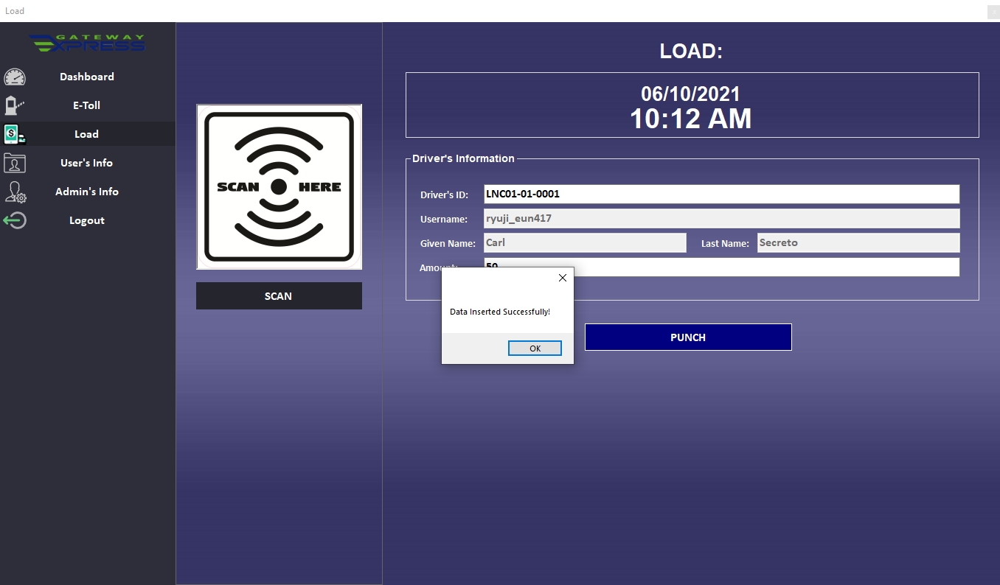 Load
GATEWAY
EXPRESS
Dashboard
E-Toll
Load
User's Info
Admin's Info
Logout
SCAN HERE
SCAN
LOAD:
06/10/2021
10:12 AM
Driver's Information
Driver's ID: LNC01-01-0001
Username: ryuji_eun417
Given Name: Carl Last Name: Secreto
Amount: 50
Data Inserted Successfully!
OK
PUNCH